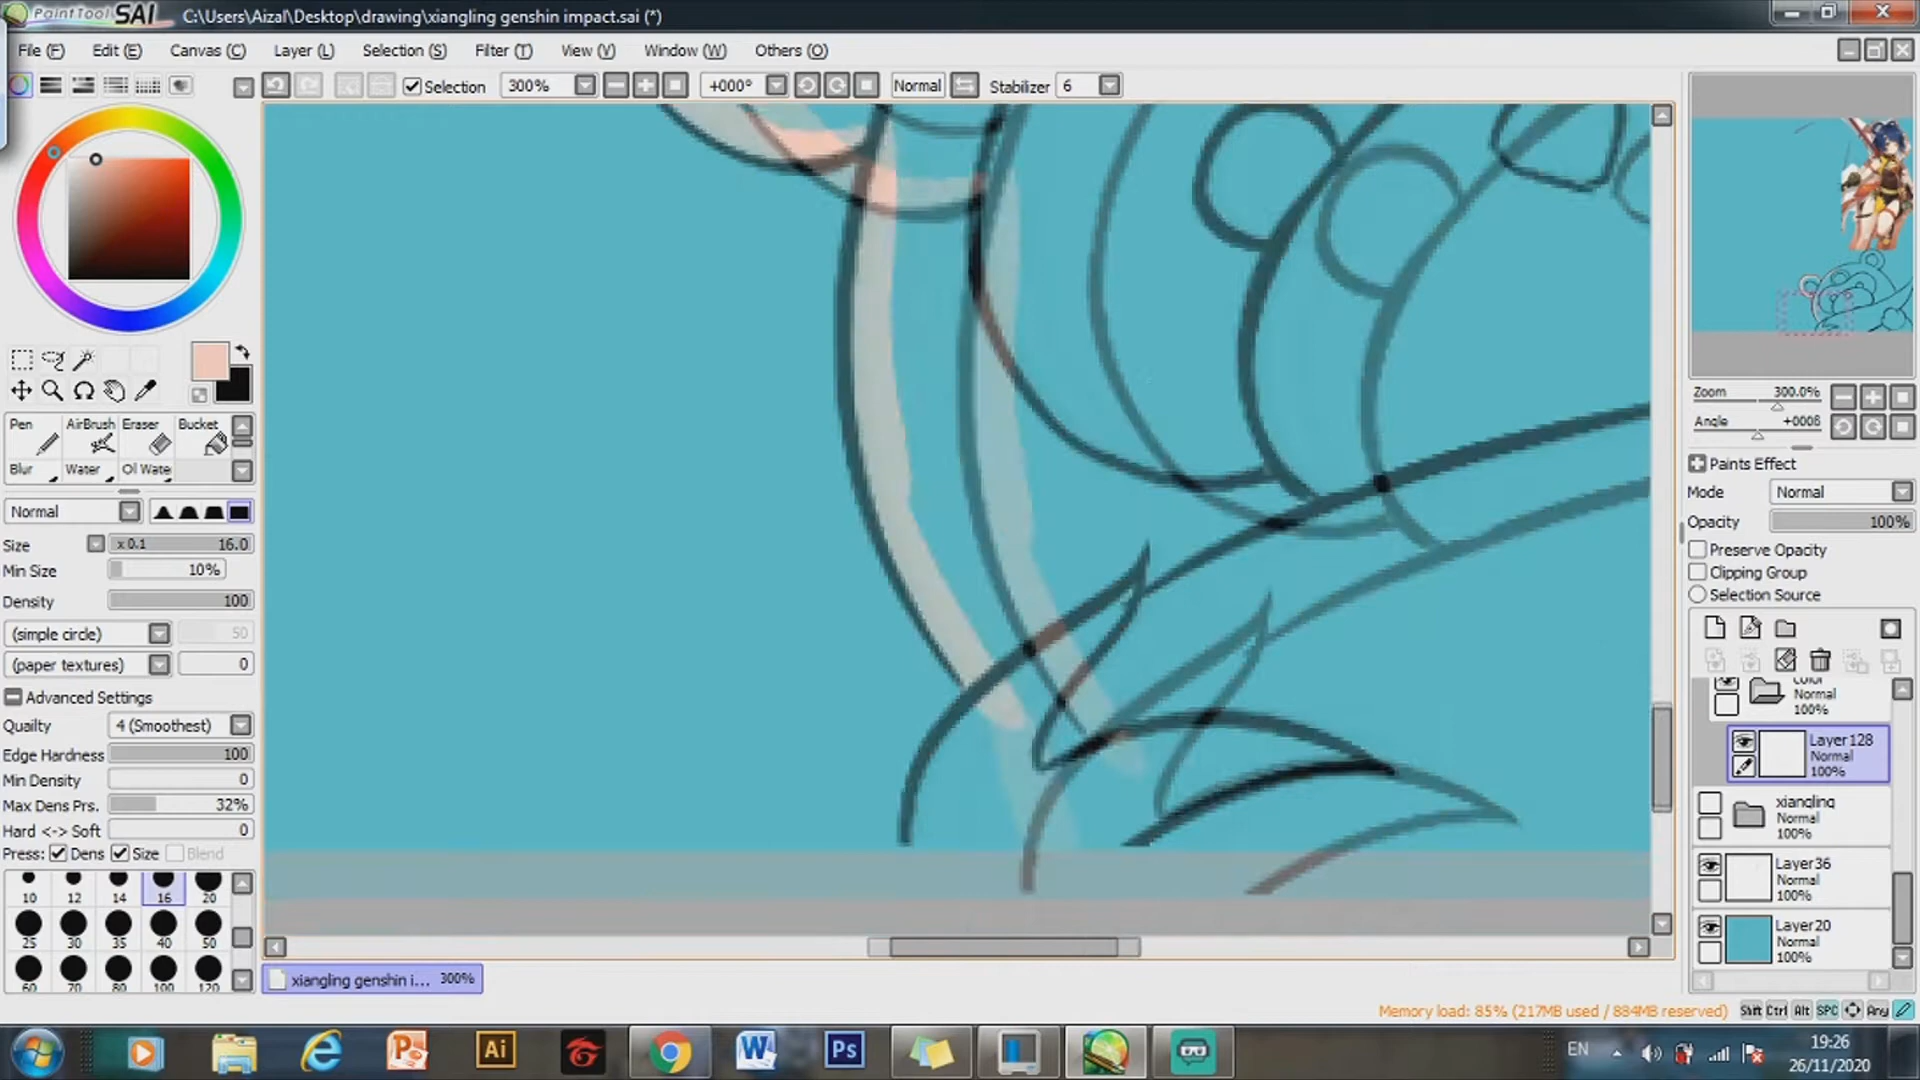 PaintTool SAI C:\Users\Aizal\Desktop\drawing\xiangling genshin impact.sai (*)
File (F) Edit (E) Canvas (C) Layer (L) Selection (S) Filter (T) View (V) Window (W) Others (O)
Selection 300% +000° Normal Stabilizer 6
Pen AirBrush Eraser Bucket
Blur Water Oil Wate
Normal
Size x 0.1 16.0
Min Size 10%
Density 100
(simple circle) 50
(paper textures) 0
Advanced Settings
Quailty 4 (Smoothest)
Edge Hardness 100
Min Density 0
Max Dens Prs. 32%
Hard <-> Soft 0
Press: Dens Size Blend
10 12 14 16 20
25 30 35 40 50
60 70 80 100 120
xiangling genshin i... 300%
Zoom 300.0%
Angle
Paints Effect
Mode Normal
Opacity 100%
Preserve Opacity
Clipping Group
Selection Source
color
Normal
100%
Layer128
Normal
100%
xiangling
Normal
100%
Layer36
Normal
100%
Layer20
Normal
100%
Memory load: 85% (217MB used / 884MB reserved) Shift Ctrl Alt SPC Any
Ai W Ps EN
19:26
26/11/2020